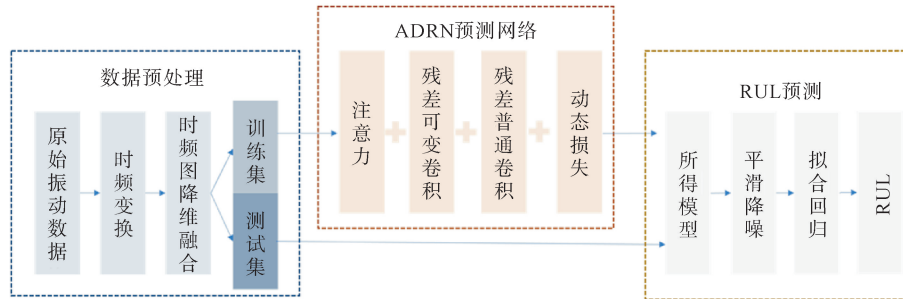 数据预处理
原始振动数据
时频变换
时频图降维融合
训练集
测试集
ADRN预测网络
注意力
残差可变卷积
残差普通卷积
动态损失
RUL预测
所得模型
平滑降噪
拟合回归
RUL